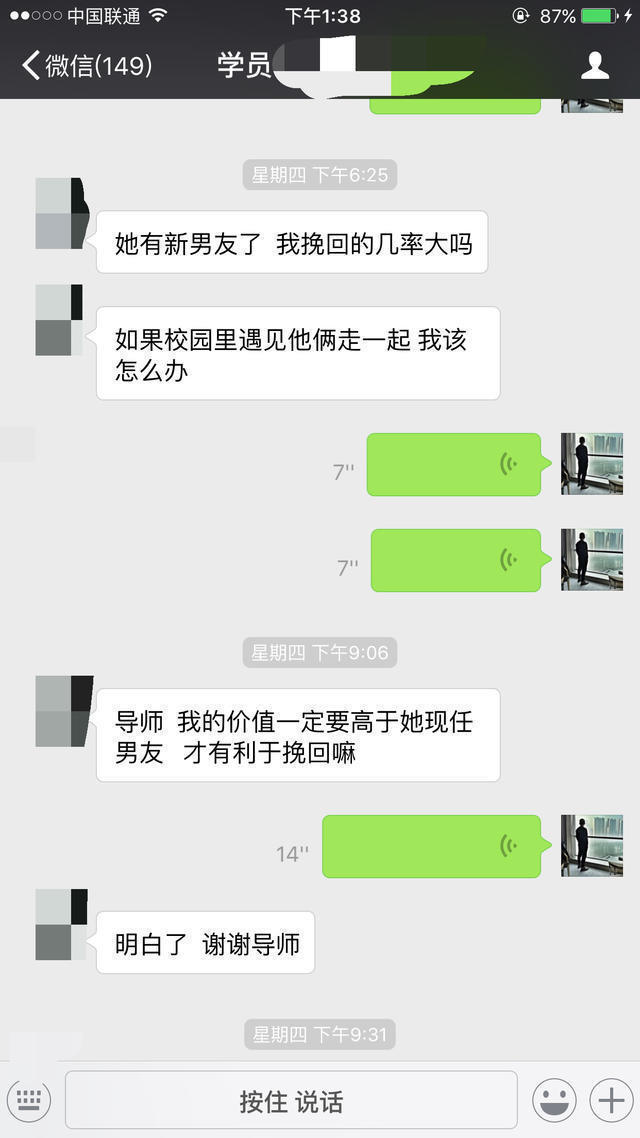 中国联通 下午1:38 87%
微信(149) 学员
星期四 下午6:25
她有新男友了 我挽回的几率大吗
如果校园里遇见他俩走一起 我该
怎么办
7''
7''
星期四 下午9:06
导师 我的价值一定要高于她现任
男友 才有利于挽回嘛
14''
明白了 谢谢导师
星期四 下午9:31
按住 说话